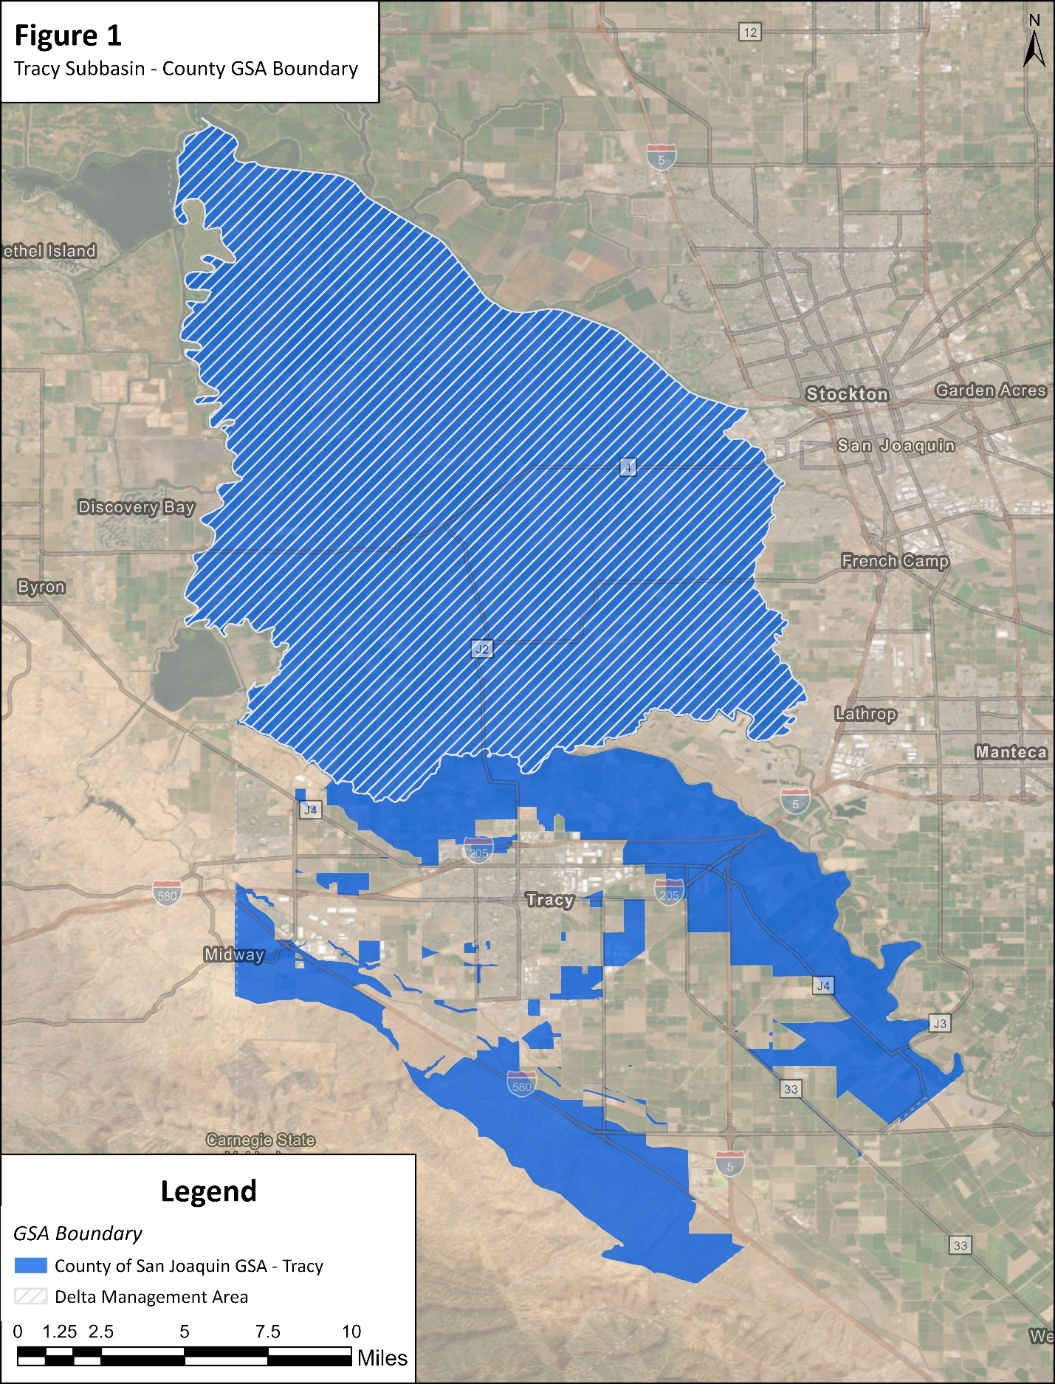 Figure 1
Tracy Subbasin - County GSA Boundary
N
12
5
ethel Island
Stockton
Garden Acres
San Joaquin
4
Discovery Bay
French Camp
Byron
J2
Lathrop
Manteca
5
J4
205
580
Tracy
205
Midway
J4
J3
580
33
Carnegie State
5
33
We
Legend
GSA Boundary
County of San Joaquin GSA - Tracy
Delta Management Area
0 1.25 2.5 5 7.5 10
Miles